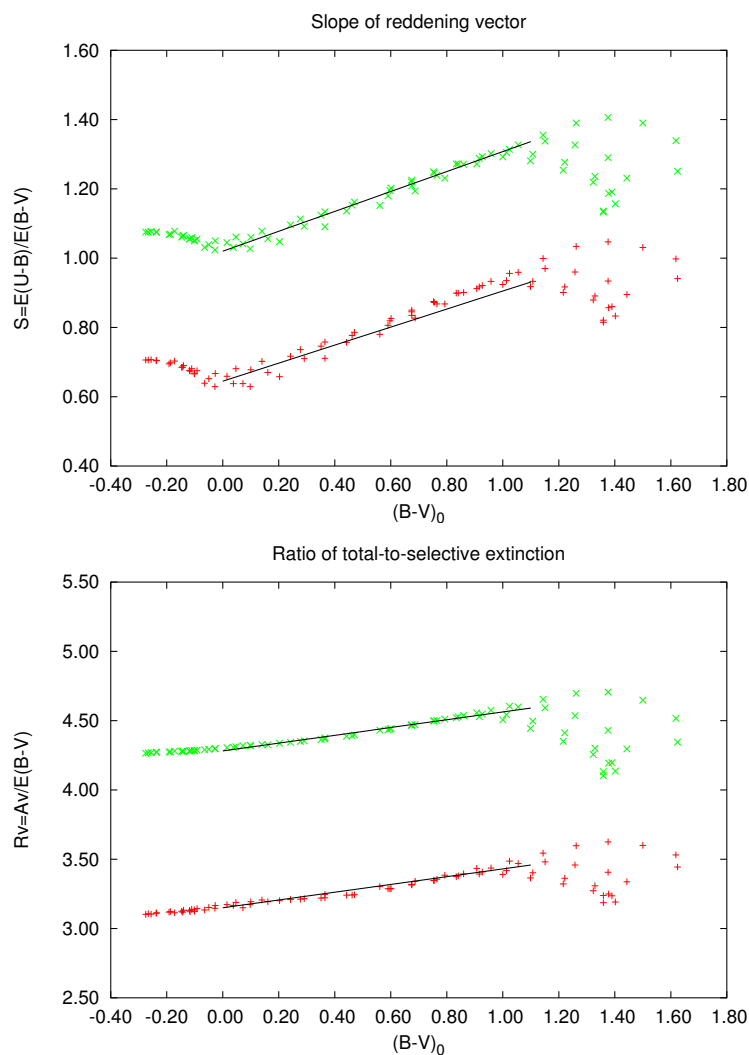 Slope of reddening vector
1.60
1.40
1.20
1.00
0.80
0.60
0.40
S=E(U-B)/E(B-V)
-0.40 -0.20 0.00 0.20 0.40 0.60 0.80 1.00 1.20 1.40 1.60 1.80
(B-V)0
Ratio of total-to-selective extinction
5.50
5.00
4.50
4.00
3.50
3.00
2.50
Rv=Av/E(B-V)
-0.40 -0.20 0.00 0.20 0.40 0.60 0.80 1.00 1.20 1.40 1.60 1.80
(B-V)0